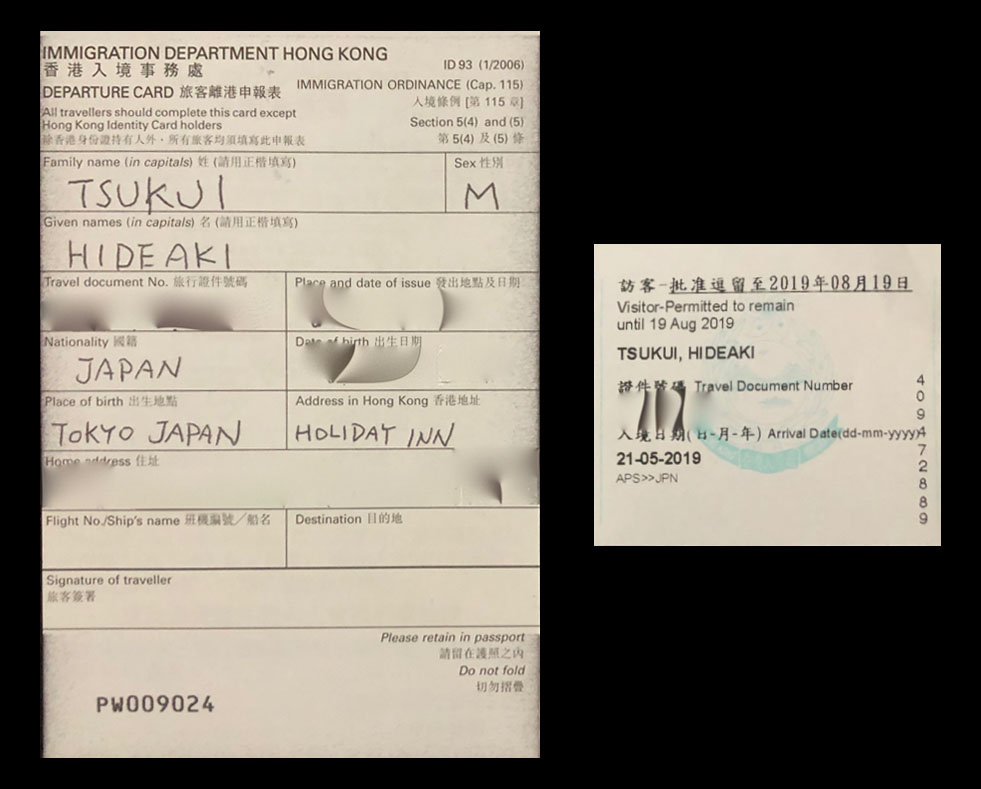 IMMIGRATION DEPARTMENT HONG KONG
香港入境事務處
ID 93 (1/2006)
DEPARTURE CARD 旅客離港申報表
IMMIGRATION ORDINANCE (Cap. 115)
入境條例 [第 115 章]
All travellers should complete this card except
Hong Kong Identity Card holders
除香港身份證持有人外，所有旅客均須填寫此申報表
Section 5(4) and (5)
第 5(4) 及 (5) 條
Family name (in capitals) 姓 (請用正楷填寫)
Sex 性別
TSUKUI
M
Given names (in capitals) 名 (請用正楷填寫)
HIDEAKI
Travel document No. 旅行證件號碼
Place and date of issue 發出地點及日期
Nationality 國籍
Date of birth 出生日期
JAPAN
Place of birth 出生地點
Address in Hong Kong 香港地址
TOKYO JAPAN
HOLIDAY INN
Home address 住址
Flight No./Ship's name 班機編號／船名
Destination 目的地
Signature of traveller
旅客簽署
Please retain in passport
請留在護照之內
Do not fold
切勿摺疊
PW009024
訪客-批准逗留至2019年08月19日
Visitor-Permitted to remain
until 19 Aug 2019
TSUKUI, HIDEAKI
證件號碼 Travel Document Number
入境日期(日-月-年) Arrival Date(dd-mm-yyyy)
21-05-2019
APS>>JPN
409472889